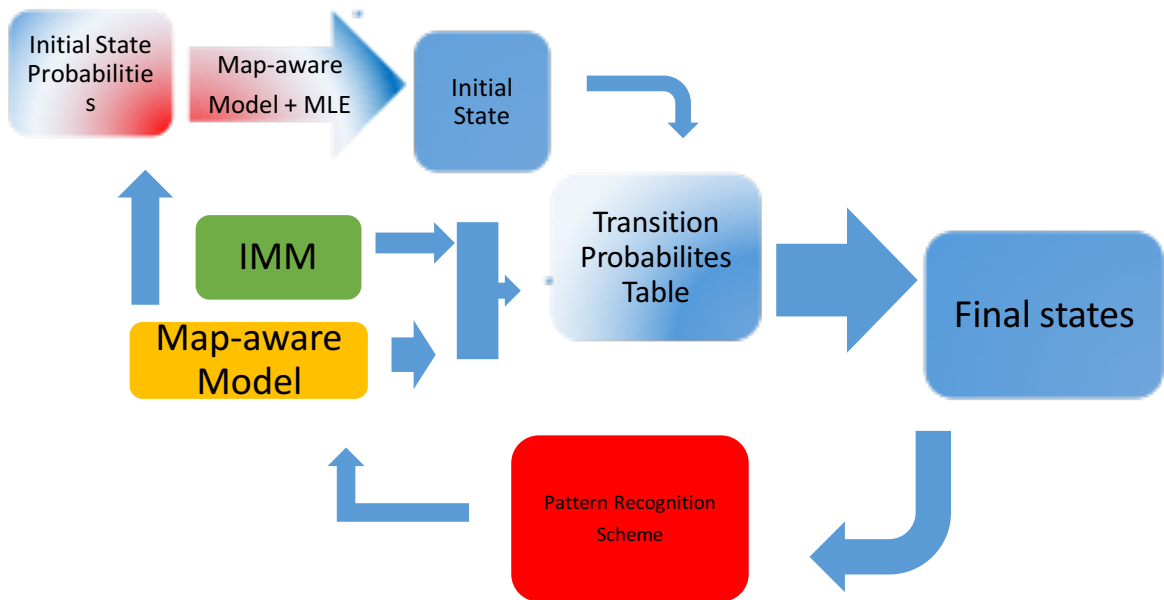 Initial State
Probabilitie
s
Map-aware
Model + MLE
Initial
State
IMM
Map-aware
Model
Transition
Probabilites
Table
Final states
Pattern Recognition
Scheme